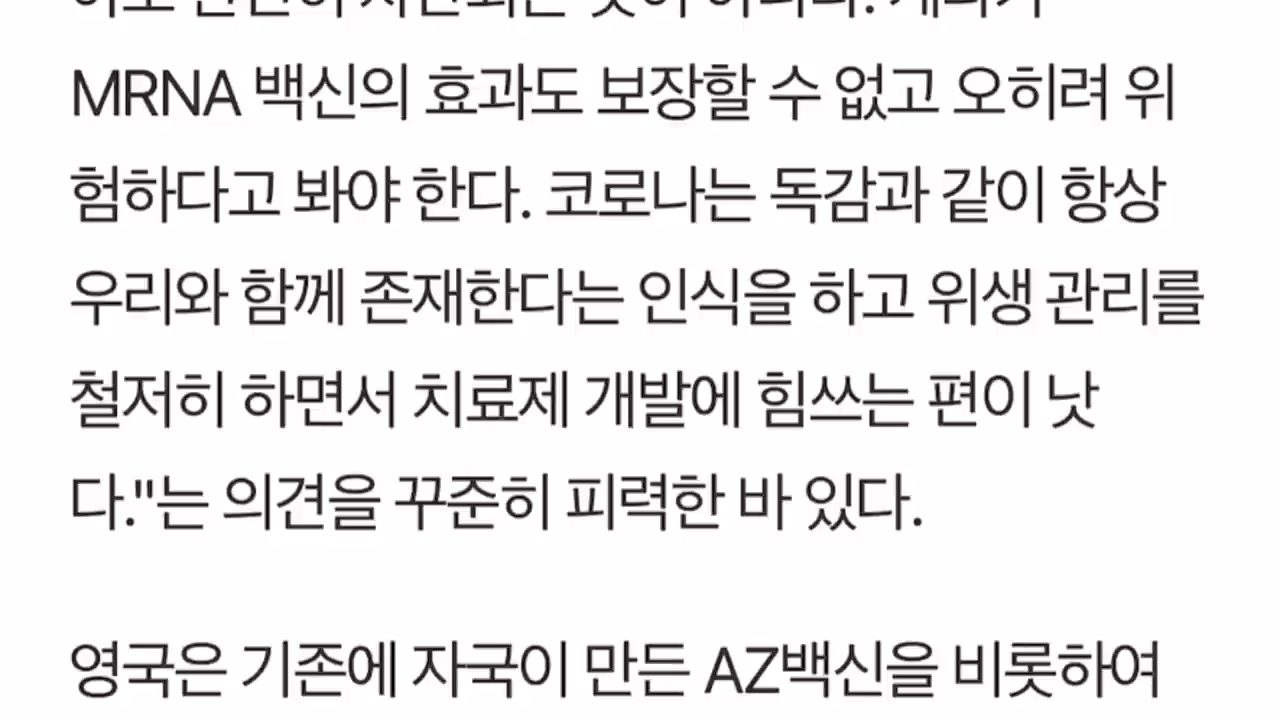 MRNA 백신의 효과도 보장할 수 없고 오히려 위
험하다고 봐야 한다. 코로나는 독감과 같이 항상
우리와 함께 존재한다는 인식을 하고 위생 관리를
철저히 하면서 치료제 개발에 힘쓰는 편이 낫
다."는 의견을 꾸준히 피력한 바 있다.
영국은 기존에 자국이 만든 AZ백신을 비롯하여